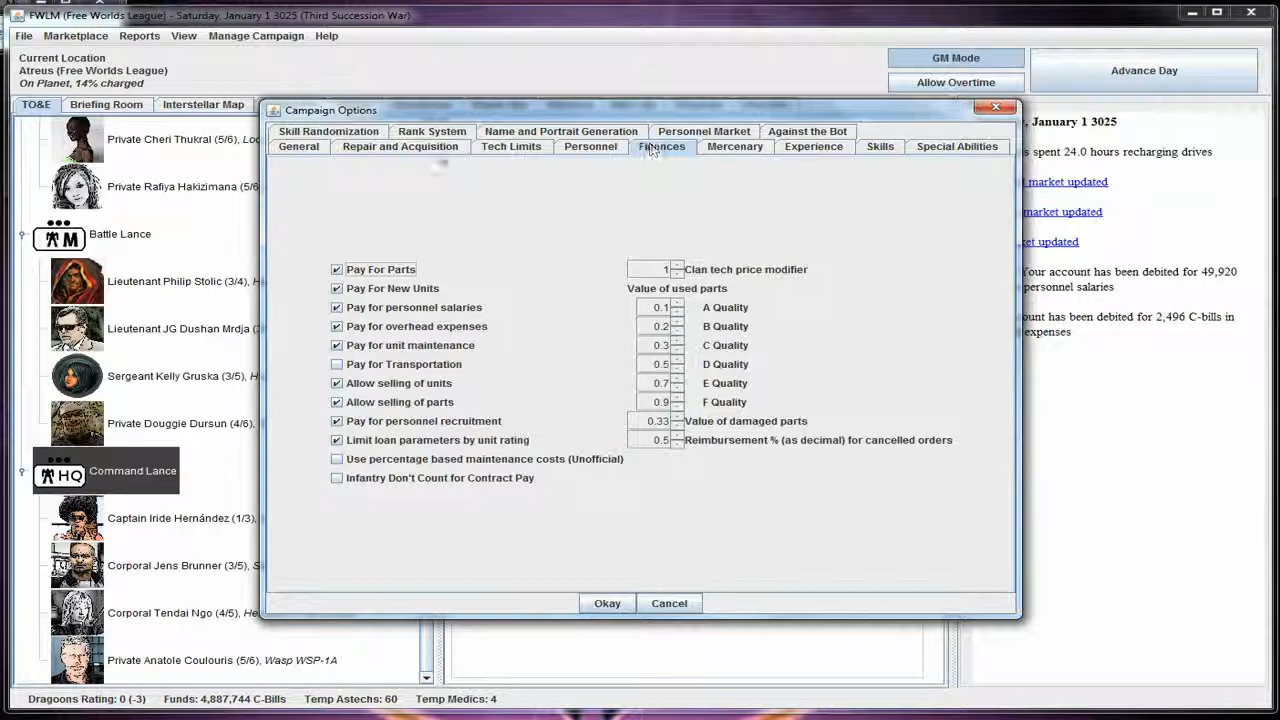 FWLM (Free Worlds League) - Saturday, January 1 3025 (Third Succession War)
File Marketplace Reports View Manage Campaign Help
Current Location
Atreus (Free Worlds League)
On Planet, 14% charged
GM Mode
Allow Overtime
Advance Day
TO&E Briefing Room Interstellar Map
Private Cheri Thukral (5/6), Loc
Private Rafiya Hakizimana (5/6
M Battle Lance
Lieutenant Philip Stolic (3/4), H
Lieutenant JG Dushan Mrdja (2
Sergeant Kelly Gruska (3/5), H
Private Douggie Dursun (4/6)
HQ Command Lance
Captain Iride Hernández (1/3),
Corporal Jens Brunner (3/5), S
Corporal Tendai Ngo (4/5), He
Private Anatole Coulouris (5/6), Wasp WSP-1A
Campaign Options
Skill Randomization Rank System Name and Portrait Generation Personnel Market Against the Bot
General Repair and Acquisition Tech Limits Personnel Finances Mercenary Experience Skills Special Abilities
Pay For Parts
Pay For New Units
Pay for personnel salaries
Pay for overhead expenses
Pay for unit maintenance
Pay for Transportation
Allow selling of units
Allow selling of parts
Pay for personnel recruitment
Limit loan parameters by unit rating
Use percentage based maintenance costs (Unofficial)
Infantry Don't Count for Contract Pay
1 Clan tech price modifier
Value of used parts
0.1 A Quality
0.2 B Quality
0.3 C Quality
0.5 D Quality
0.7 E Quality
0.9 F Quality
0.33 Value of damaged parts
0.5 Reimbursement % (as decimal) for cancelled orders
Okay Cancel
, January 1 3025
s spent 24.0 hours recharging drives
market updated
market updated
et updated
Your account has been debited for 49,920
personnel salaries
ount has been debited for 2,496 C-bills in
expenses
Dragoons Rating: 0 (-3) Funds: 4,887,744 C-Bills Temp Astechs: 60 Temp Medics: 4